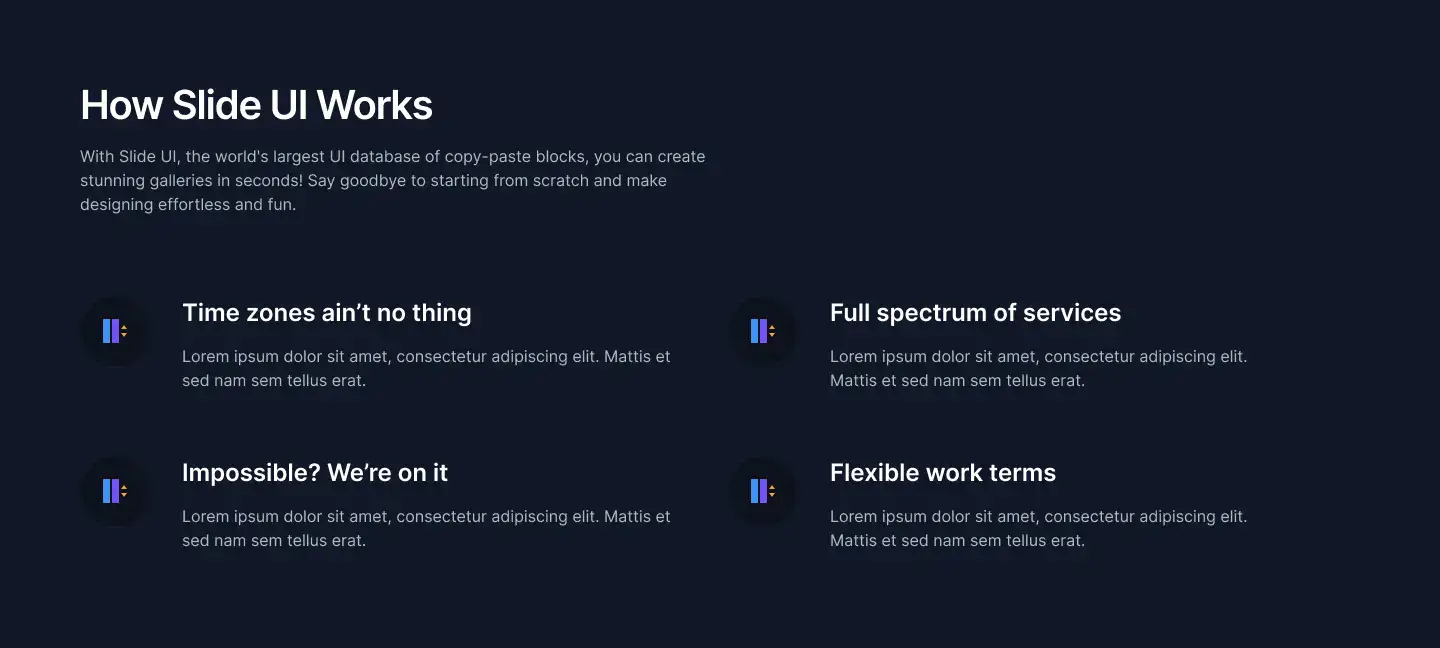 How Slide UI Works
With Slide UI, the world's largest UI database of copy-paste blocks, you can create
stunning galleries in seconds! Say goodbye to starting from scratch and make
designing effortless and fun.
Time zones ain’t no thing
Lorem ipsum dolor sit amet, consectetur adipiscing elit. Mattis et
sed nam sem tellus erat.
Full spectrum of services
Lorem ipsum dolor sit amet, consectetur adipiscing elit.
Mattis et sed nam sem tellus erat.
Impossible? We’re on it
Lorem ipsum dolor sit amet, consectetur adipiscing elit. Mattis et
sed nam sem tellus erat.
Flexible work terms
Lorem ipsum dolor sit amet, consectetur adipiscing elit.
Mattis et sed nam sem tellus erat.